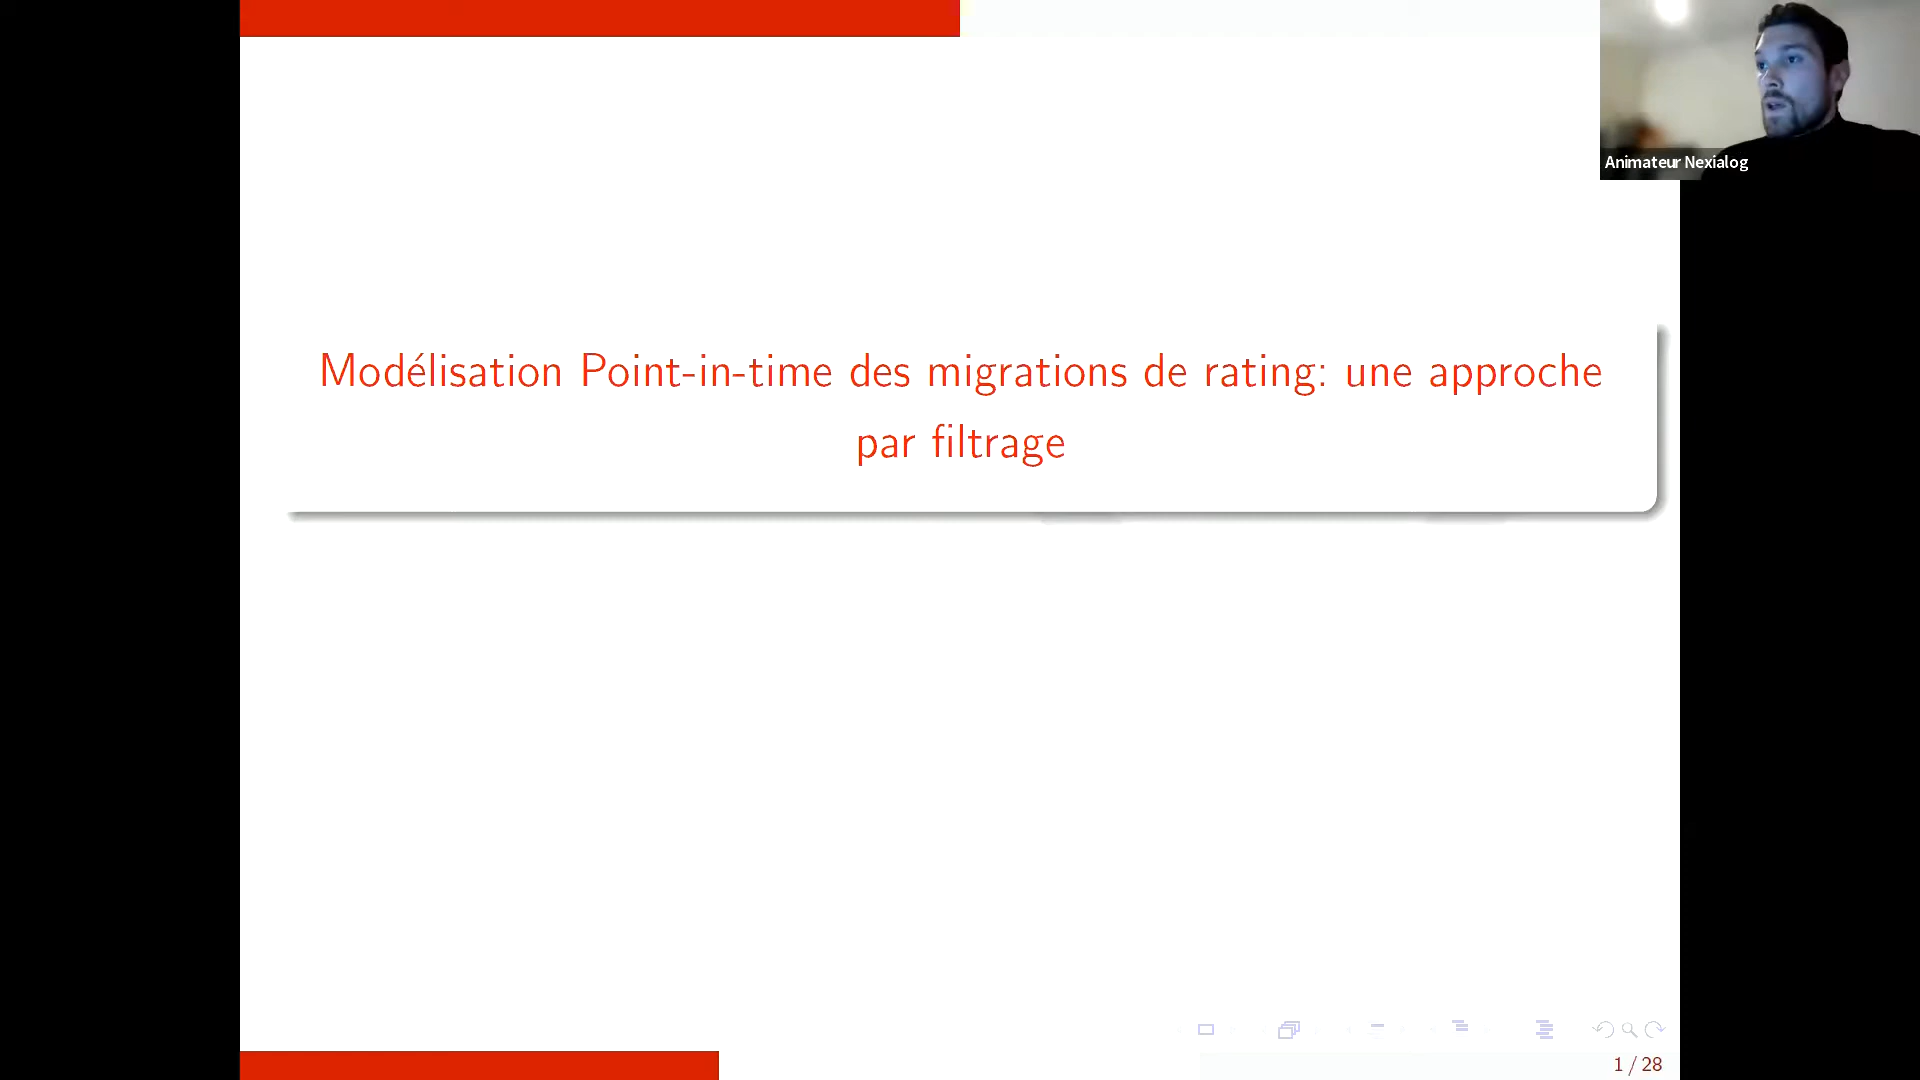 Animateur Nexialog
Modélisation Point-in-time des migrations de rating: une approche
par filtrage
1 / 28